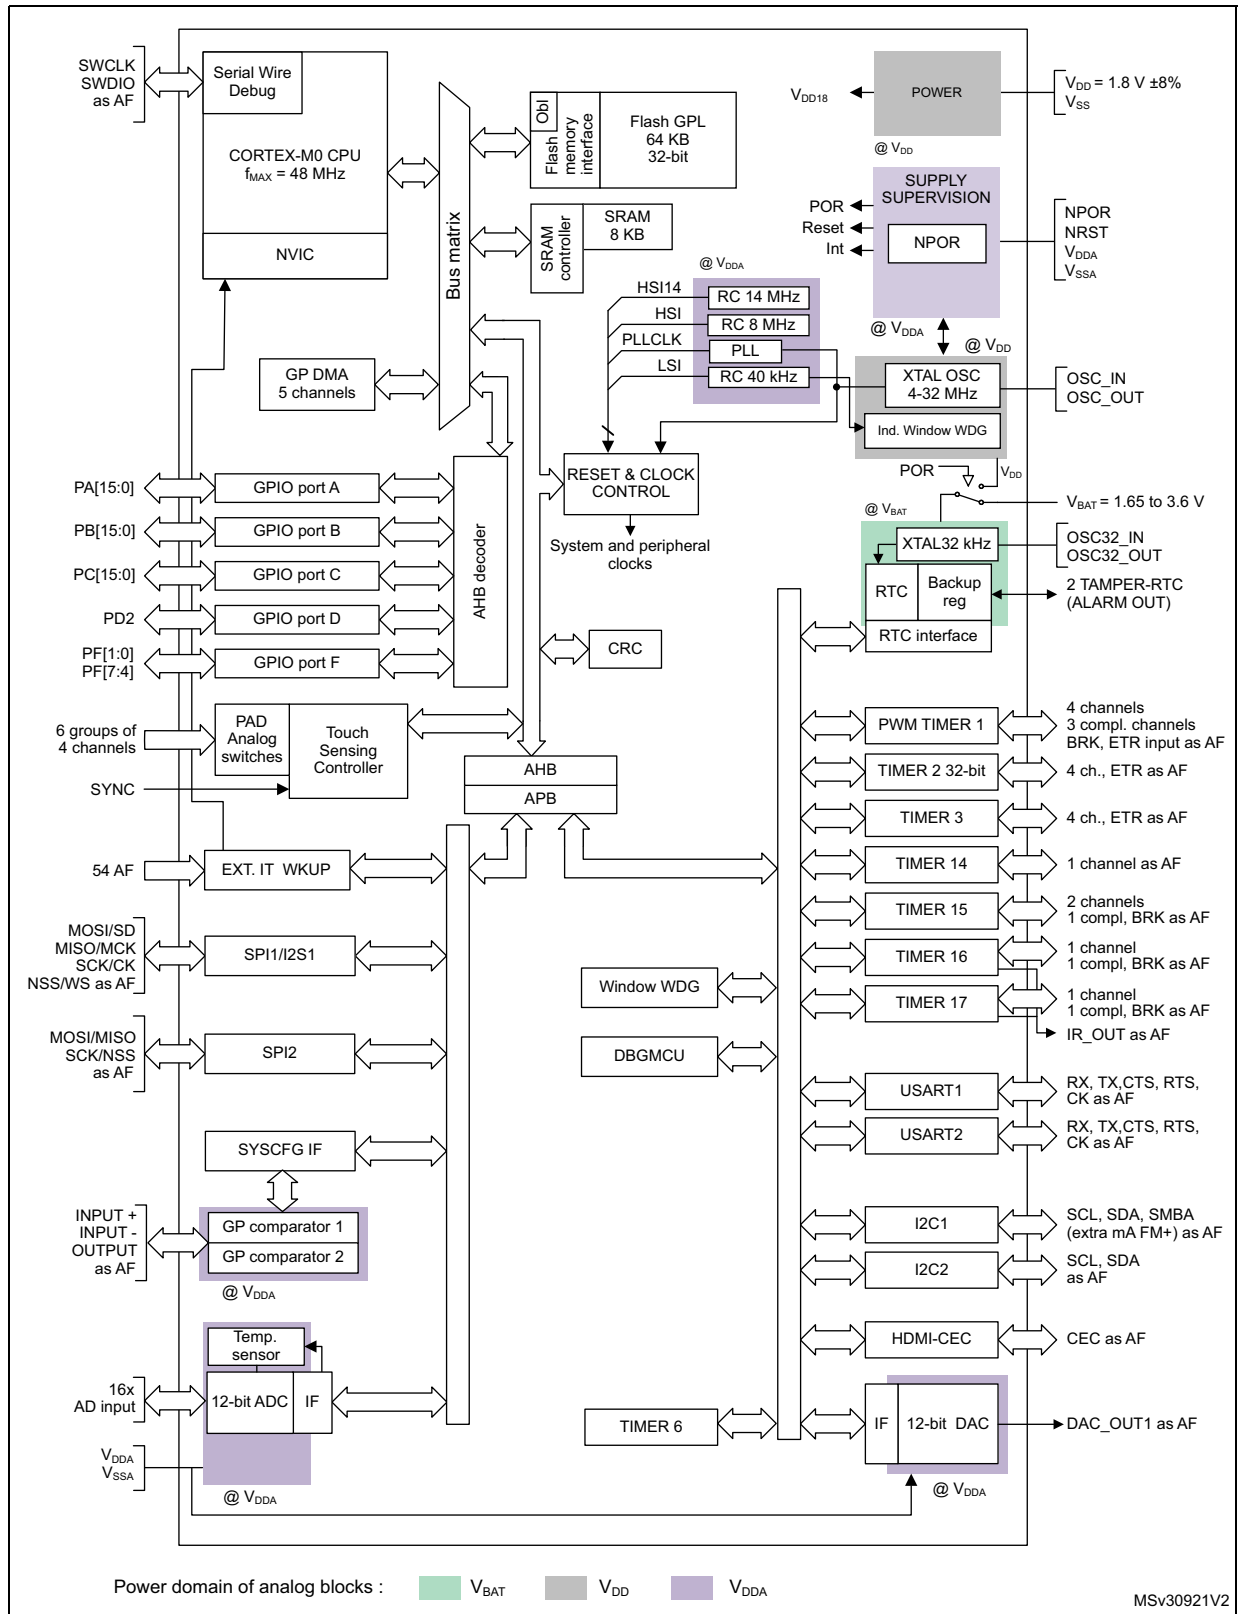 SWCLK
SWDIO
as AF
Serial Wire
Debug
CORTEX-M0 CPU
fMAX = 48 MHz
NVIC
Bus matrix
Obl
Flash
memory
interface
Flash GPL
64 KB
32-bit
SRAM
controller
SRAM
8 KB
VDD18
POWER
VDD = 1.8 V ±8%
VSS
@ VDD
SUPPLY
SUPERVISION
NPOR
POR
Reset
Int
NPOR
NRST
VDDA
VSSA
@ VDDA
@ VDDA
HSI14
HSI
PLLCLK
LSI
RC 14 MHz
RC 8 MHz
PLL
RC 40 kHz
@ VDD
XTAL OSC
4-32 MHz
Ind. Window WDG
OSC_IN
OSC_OUT
GP DMA
5 channels
RESET & CLOCK
CONTROL
System and peripheral
clocks
POR
VDD
@ VBAT
VBAT = 1.65 to 3.6 V
XTAL32 kHz
OSC32_IN
OSC32_OUT
RTC
Backup
reg
RTC interface
2 TAMPER-RTC
(ALARM OUT)
PA[15:0]
GPIO port A
PB[15:0]
GPIO port B
PC[15:0]
GPIO port C
PD2
GPIO port D
PF[1:0]
PF[7:4]
GPIO port F
AHB decoder
CRC
6 groups of
4 channels
PAD
Analog
switches
Touch
Sensing
Controller
SYNC
AHB
APB
54 AF
EXT. IT WKUP
MOSI/SD
MISO/MCK
SCK/CK
NSS/WS as AF
SPI1/I2S1
MOSI/MISO
SCK/NSS
as AF
SPI2
SYSCFG IF
INPUT +
INPUT -
OUTPUT
as AF
GP comparator 1
GP comparator 2
@ VDDA
Temp.
sensor
16x
AD input
12-bit ADC
IF
VDDA
VSSA
@ VDDA
Window WDG
DBGMCU
TIMER 6
PWM TIMER 1
4 channels
3 compl. channels
BRK, ETR input as AF
TIMER 2 32-bit
4 ch., ETR as AF
TIMER 3
4 ch., ETR as AF
TIMER 14
1 channel as AF
TIMER 15
2 channels
1 compl, BRK as AF
TIMER 16
1 channel
1 compl, BRK as AF
TIMER 17
1 channel
1 compl, BRK as AF
IR_OUT as AF
USART1
RX, TX,CTS, RTS,
CK as AF
USART2
RX, TX,CTS, RTS,
CK as AF
I2C1
SCL, SDA, SMBA
(extra mA FM+) as AF
I2C2
SCL, SDA
as AF
HDMI-CEC
CEC as AF
IF
12-bit DAC
DAC_OUT1 as AF
@ VDDA
Power domain of analog blocks :
VBAT
VDD
VDDA
MSv30921V2